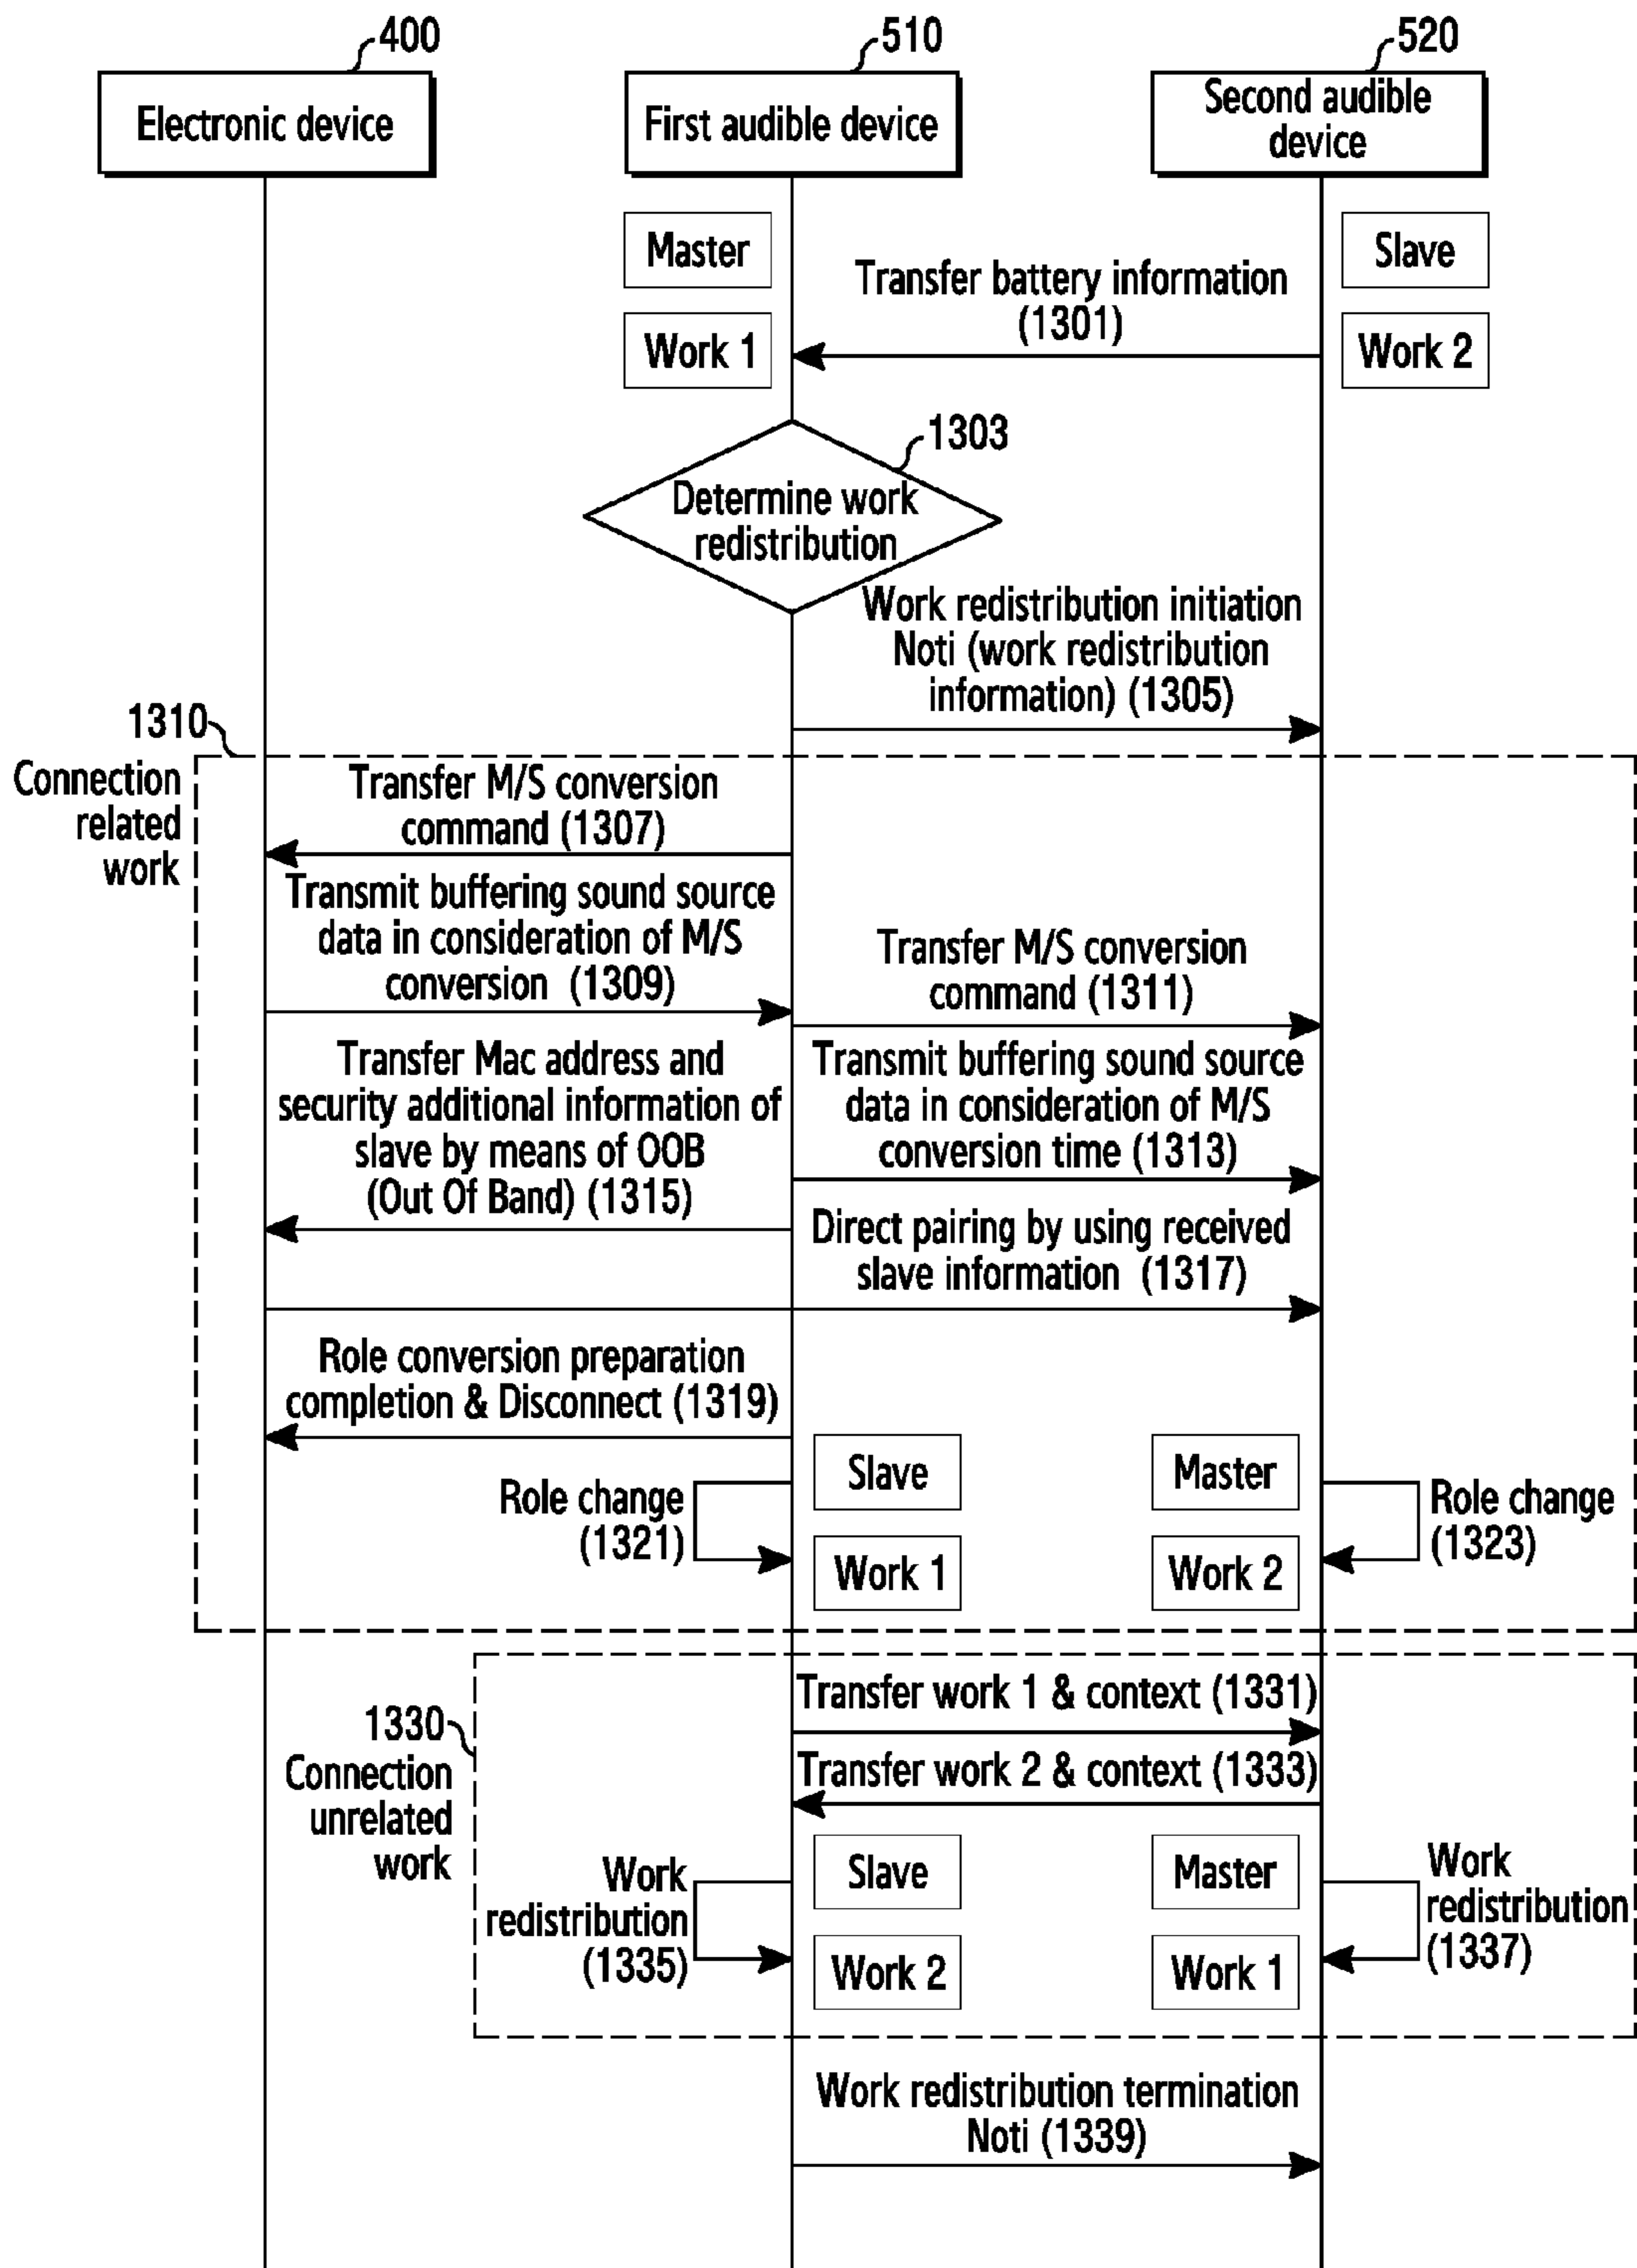 400
510
520
Electronic device
First audible device
Second audible
device
Master
Slave
Transfer battery information
(1301)
Work 1
Work 2
1303
Determine work
redistribution
Work redistribution initiation
Noti (work redistribution
information) (1305)
1310
Connection
related
work
Transfer M/S conversion
command (1307)
Transmit buffering sound source
data in consideration of M/S
conversion (1309)
Transfer M/S conversion
command (1311)
Transfer Mac address and
security additional information of
slave by means of OOB
(Out Of Band) (1315)
Transmit buffering sound source
data in consideration of M/S
conversion time (1313)
Direct pairing by using received
slave information (1317)
Role conversion preparation
completion & Disconnect (1319)
Slave
Master
Role change
(1321)
Role change
(1323)
Work 1
Work 2
Transfer work 1 & context (1331)
1330
Connection
unrelated
work
Transfer work 2 & context (1333)
Slave
Master
Work
redistribution
(1335)
Work
redistribution
(1337)
Work 2
Work 1
Work redistribution termination
Noti (1339)